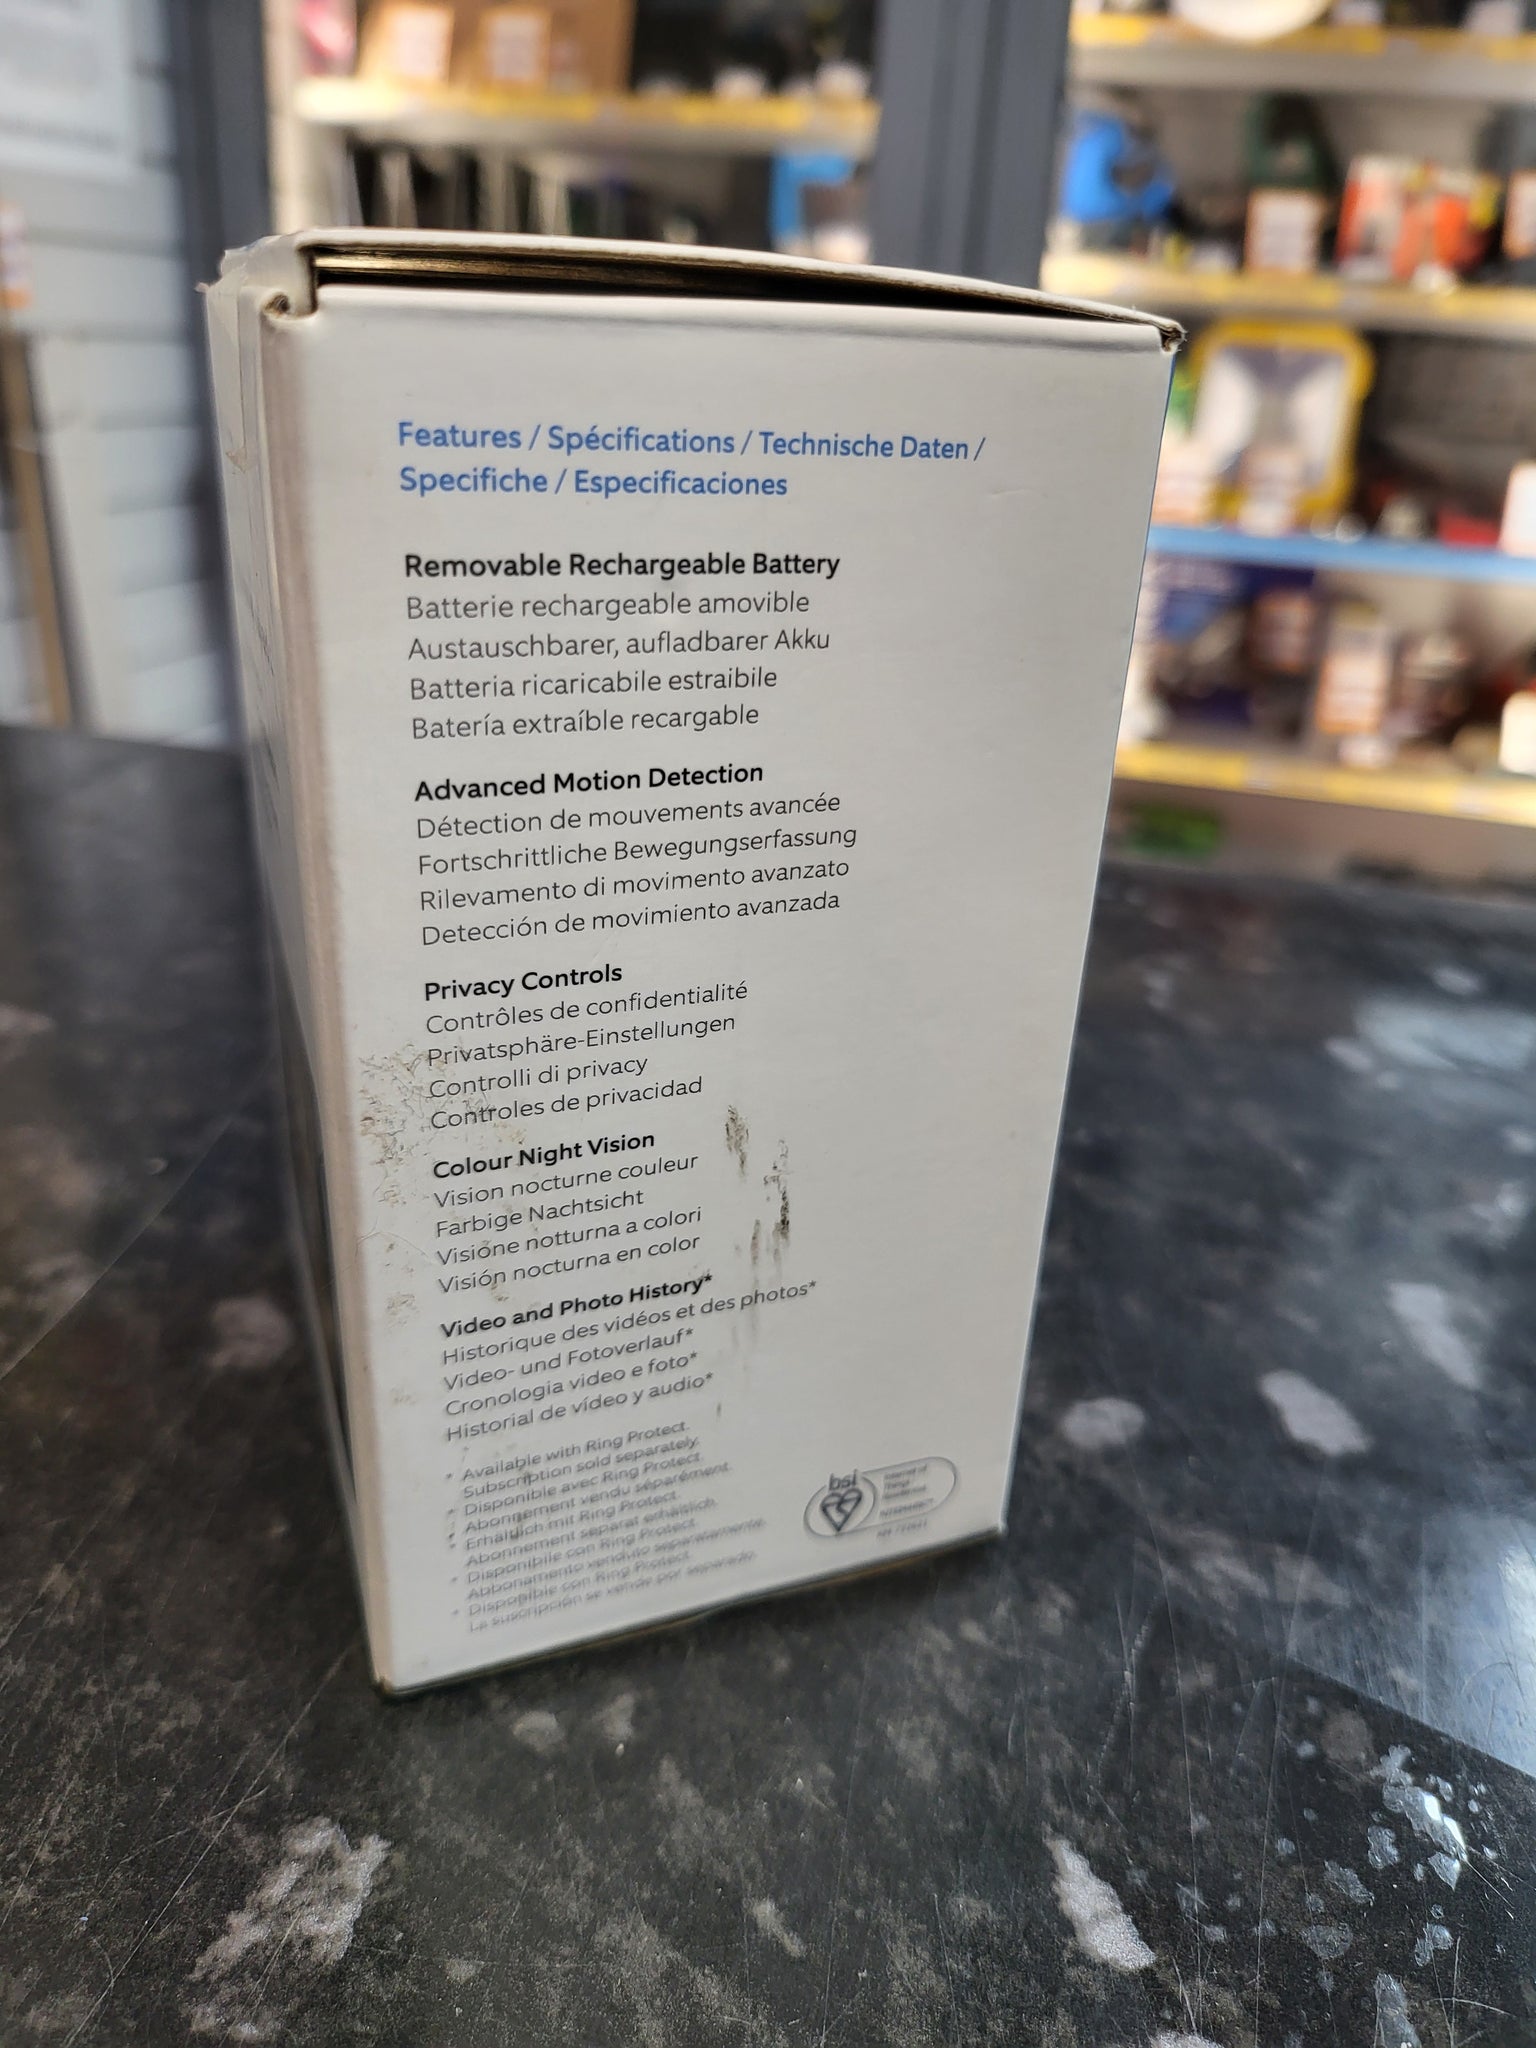 Features / Spécifications / Technische Daten /
Specifiche / Especificaciones
Removable Rechargeable Battery
Batterie rechargeable amovible
Austauschbarer, aufladbarer Akku
Batteria ricaricabile estraibile
Batería extraíble recargable
Advanced Motion Detection
Détection de mouvements avancée
Fortschrittliche Bewegungserfassung
Rilevamento di movimento avanzato
Detección de movimiento avanzada
Privacy Controls
Contrôles de confidentialité
Privatsphäre-Einstellungen
Controlli di privacy
Controles de privacidad
Colour Night Vision
Vision nocturne couleur
Farbige Nachtsicht
Visione notturna a colori
Visión nocturna en color
Video and Photo History*
Historique des vidéos et des photos*
Video- und Fotoverlauf*
Cronologia video e foto*
Historial de vídeo y audio*
* Available with Ring Protect.
Subscription sold separately.
* Disponible avec Ring Protect.
Abonnement vendu séparément.
* Erhältlich mit Ring Protect.
Abonnement separat erhältlich.
* Disponibile con Ring Protect.
Abbonamento venduto separatamente.
* Disponible con Ring Protect.
La suscripción se vende por separado.
bsi
Internet of
Things